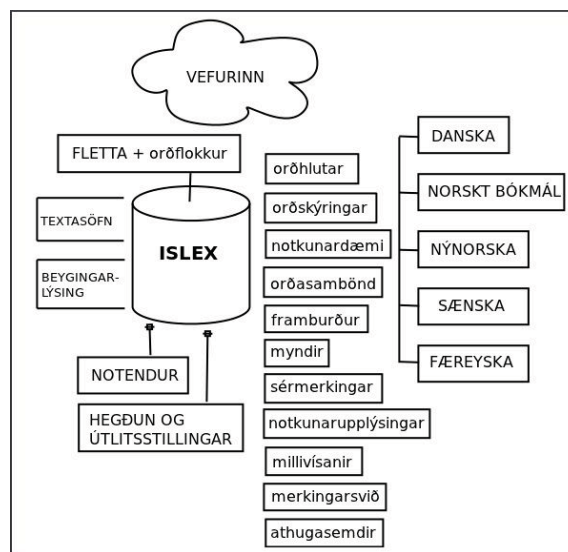 VEFURINN
FLETTA + orðflokkur
TEXTASÖFN
BEYGINGAR-
LÝSING
ISLEX
NOTENDUR
HEGÐUN OG
ÚTLITSSTILLINGAR
orðhlutar
orðskýringar
notkunardæmi
orðasambönd
framburður
myndir
sérmerkingar
notkunarupplýsingar
millivísanir
merkingarsvið
athugasemdir
DANSKA
NORSKT BÓKMÁL
NÝNORSKA
SÆNSKA
FÆREYSKA